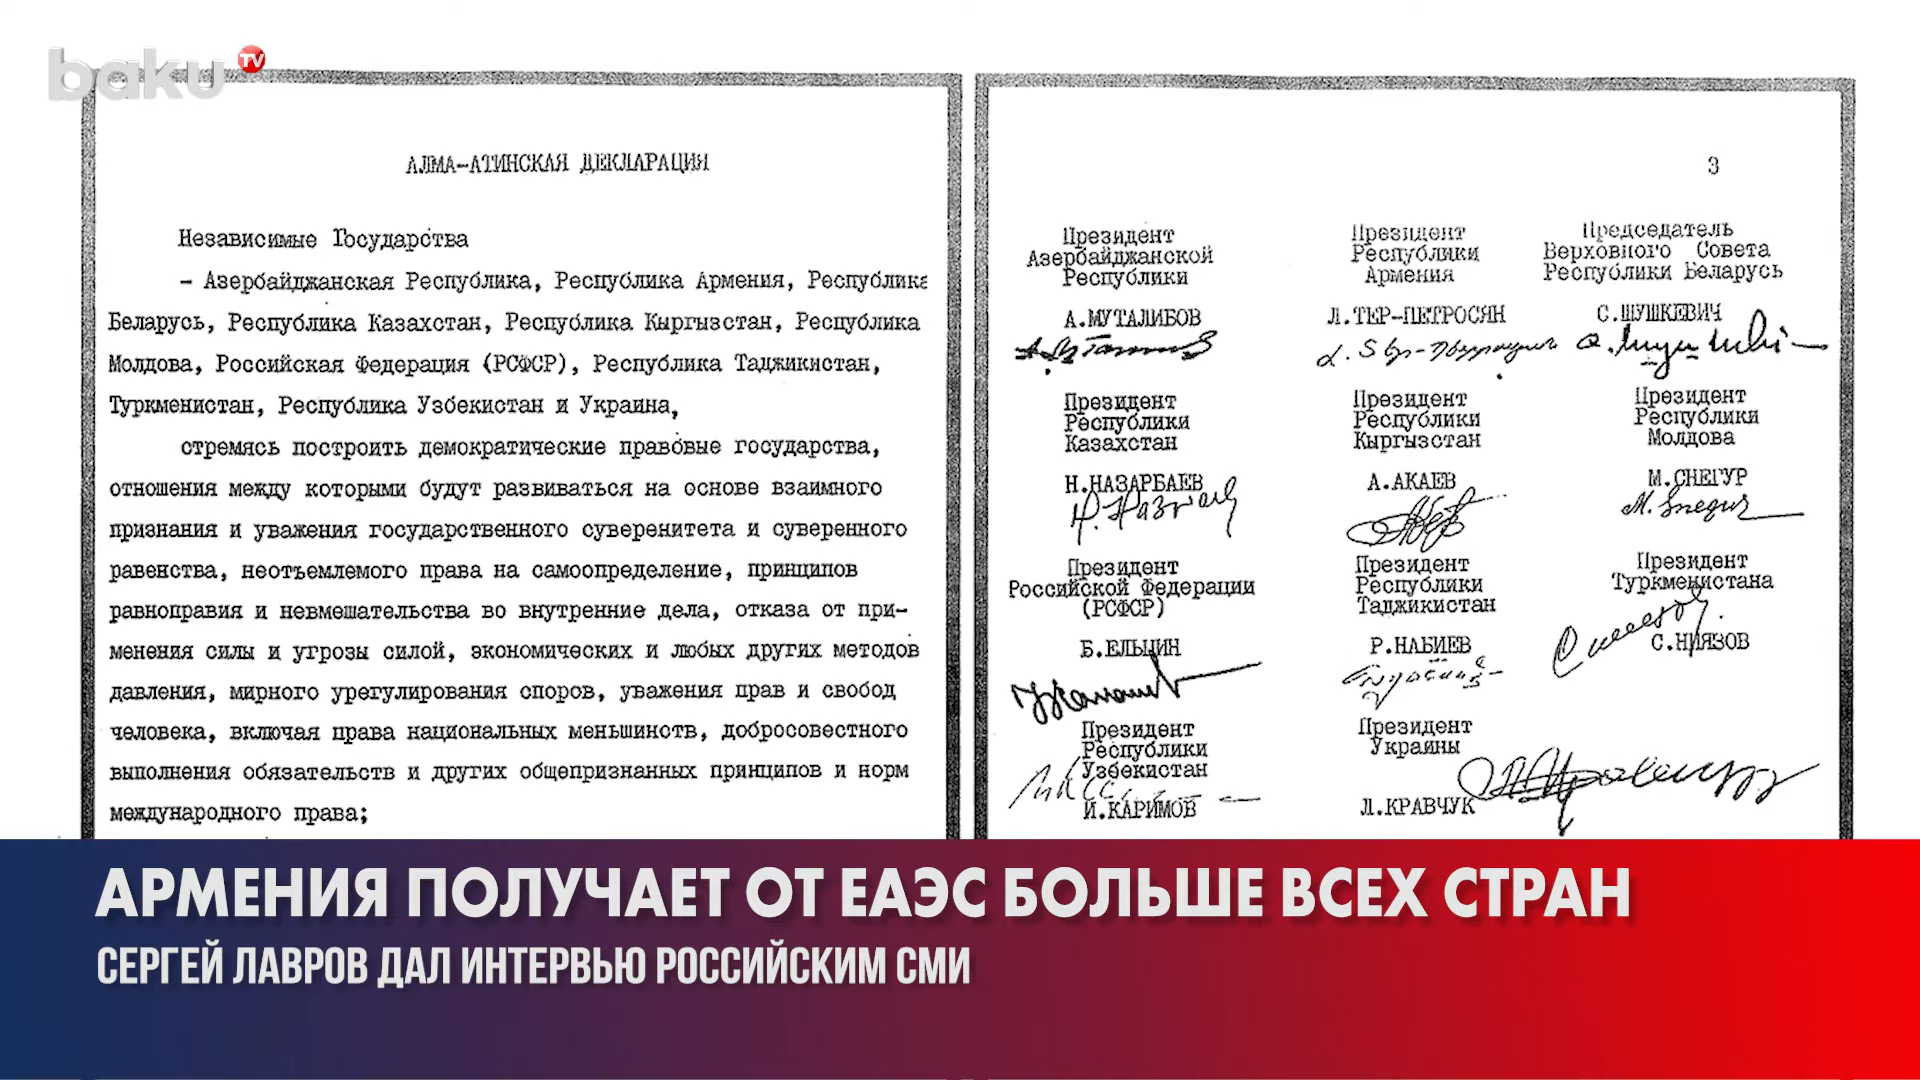 baku TV
АЛМА-АТИНСКАЯ ДЕКЛАРАЦИЯ
Независимые Государства
- Азербайджанская Республика, Республика Армения, Республика
Беларусь, Республика Казахстан, Республика Кыргызстан, Республика
Молдова, Российская Федерация (РСФСР), Республика Таджикистан,
Туркменистан, Республика Узбекистан и Украина,
стремясь построить демократические правовые государства,
отношения между которыми будут развиваться на основе взаимного
признания и уважения государственного суверенитета и суверенного
равенства, неотъемлемого права на самоопределение, принципов
равноправия и невмешательства во внутренние дела, отказа от при-
менения силы и угрозы силой, экономических и любых других методов
давления, мирного урегулирования споров, уважения прав и свобод
человека, включая права национальных меньшинств, добросовестного
выполнения обязательств и других общепризнанных принципов и норм
международного права;
3
Президент
Азербайджанской
Республики
А.МУТАЛИБОВ
Президент
Республики
Армения
Л.ТЕР-ПЕТРОСЯН
Председатель
Верховного Совета
Республики Беларусь
С.ШУШКЕВИЧ
Президент
Республики
Казахстан
Н.НАЗАРБАЕВ
Президент
Республики
Кыргызстан
А.АКАЕВ
Президент
Республики
Молдова
М.СНЕГУР
Президент
Российской Федерации
(РСФСР)
Б.ЕЛЬЦИН
Президент
Республики
Таджикистан
Р.НАБИЕВ
Президент
Туркменистана
С.НИЯЗОВ
Президент
Республики
Узбекистан
И.КАРИМОВ
Президент
Украины
Л.КРАВЧУК
АРМЕНИЯ ПОЛУЧАЕТ ОТ ЕАЭС БОЛЬШЕ ВСЕХ СТРАН
СЕРГЕЙ ЛАВРОВ ДАЛ ИНТЕРВЬЮ РОССИЙСКИМ СМИ